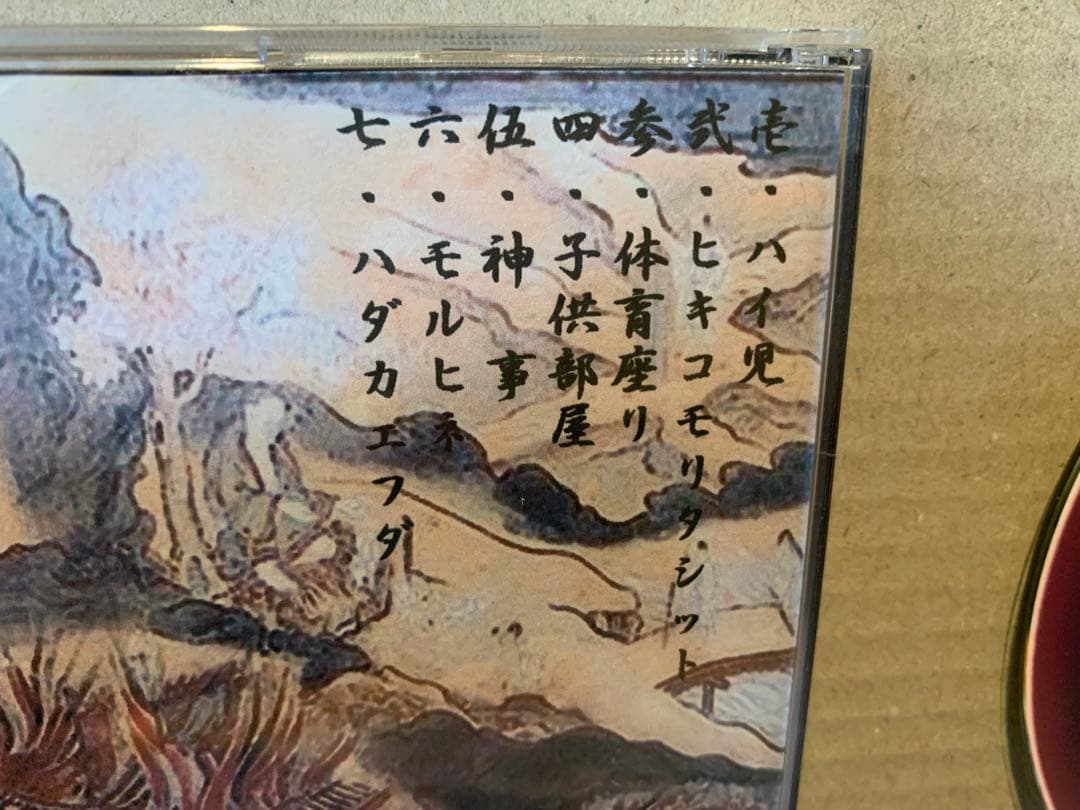 壱・ハイ児
弐・ヒキコモリタシット
参・体育座り
四・子供部屋
伍・神事
六・モルヒネ
七・ハダカエフダ